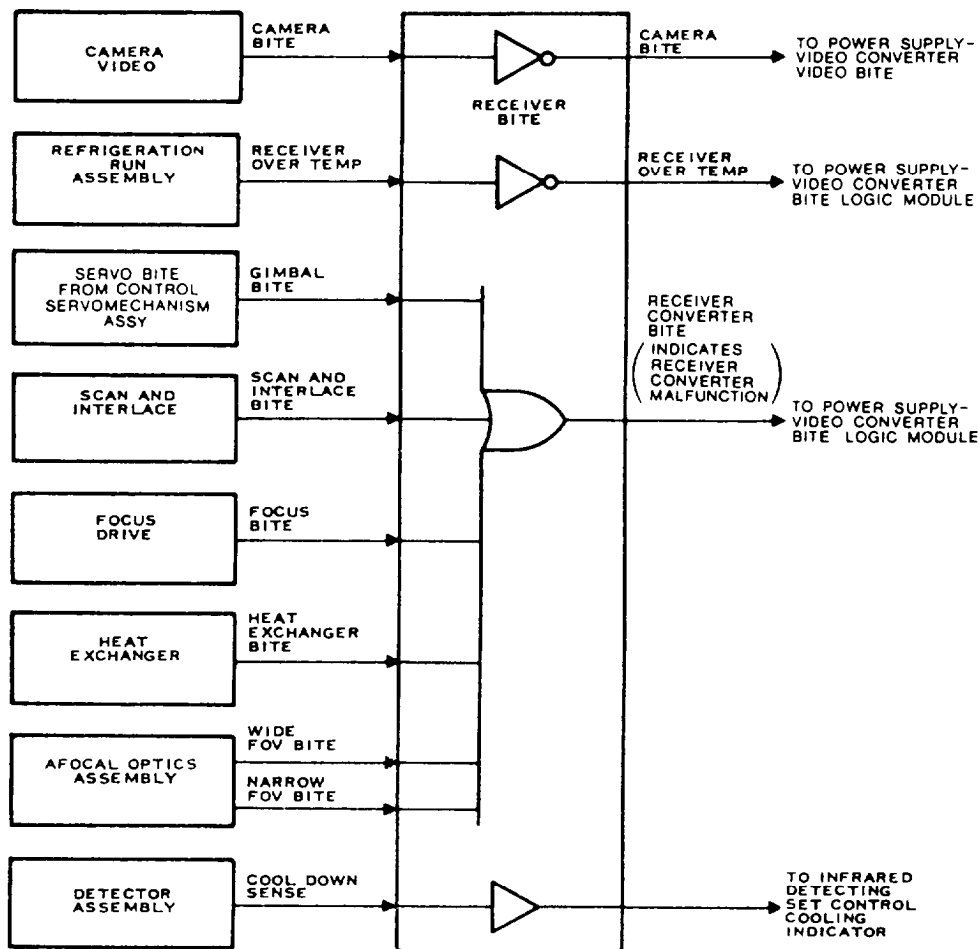 CAMERA
VIDEO
CAMERA
BITE
CAMERA
BITE
TO POWER SUPPLY-
VIDEO CONVERTER
VIDEO BITE
RECEIVER
BITE
REFRIGERATION
RUN
ASSEMBLY
RECEIVER
OVER TEMP
RECEIVER
OVER TEMP
TO POWER SUPPLY-
VIDEO CONVERTER
BITE LOGIC MODULE
SERVO BITE
FROM CONTROL
SERVOMECHANISM
ASSY
GIMBAL
BITE
RECEIVER
CONVERTER
BITE
(INDICATES
RECEIVER
CONVERTER
MALFUNCTION)
SCAN AND
INTERLACE
SCAN AND
INTERLACE
BITE
TO POWER SUPPLY-
VIDEO CONVERTER
BITE LOGIC MODULE
FOCUS
DRIVE
FOCUS
BITE
HEAT
EXCHANGER
HEAT
EXCHANGER
BITE
AFOCAL OPTICS
ASSEMBLY
WIDE
FOV BITE
NARROW
FOV BITE
DETECTOR
ASSEMBLY
COOL DOWN
SENSE
TO INFRARED
DETECTING
SET CONTROL
COOLING
INDICATOR